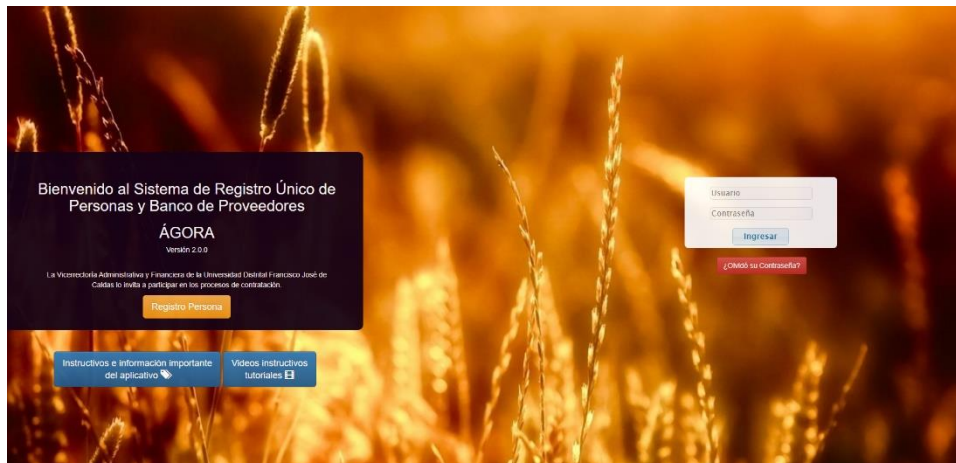 Bienvenido al Sistema de Registro Único de
Personas y Banco de Proveedores
ÁGORA
Versión 2.0.0
La Vicerrectoría Administrativa y Financiera de la Universidad Distrital Francisco José de
Caldas lo invita a participar en los procesos de contratación.
Registro Persona
Instructivos e información importante
del aplicativo
Videos instructivos
tutoriales
Usuario
Contraseña
Ingresar
¿Olvidó su Contraseña?